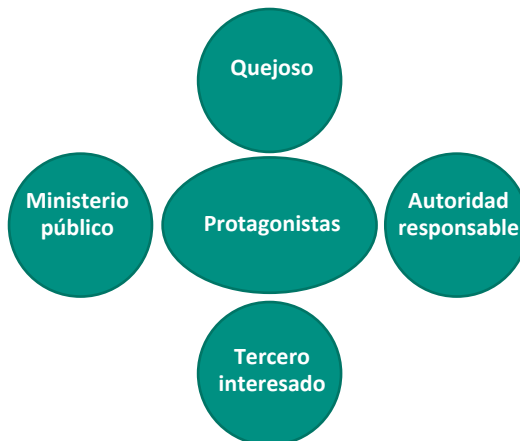 Quejoso
Ministerio
público
Protagonistas
Autoridad
responsable
Tercero
interesado